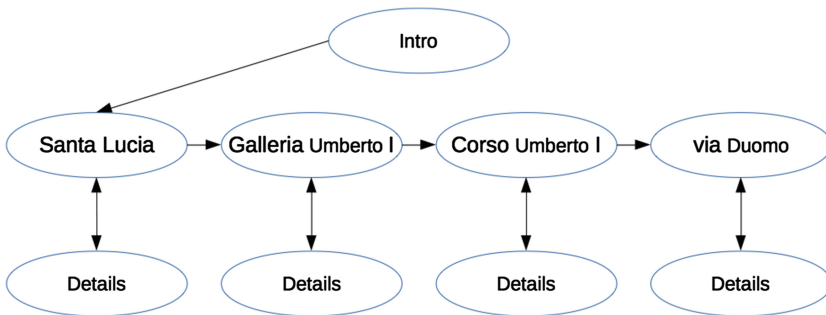 Intro
Santa Lucia
Galleria Umberto I
Corso Umberto I
via Duomo
Details
Details
Details
Details